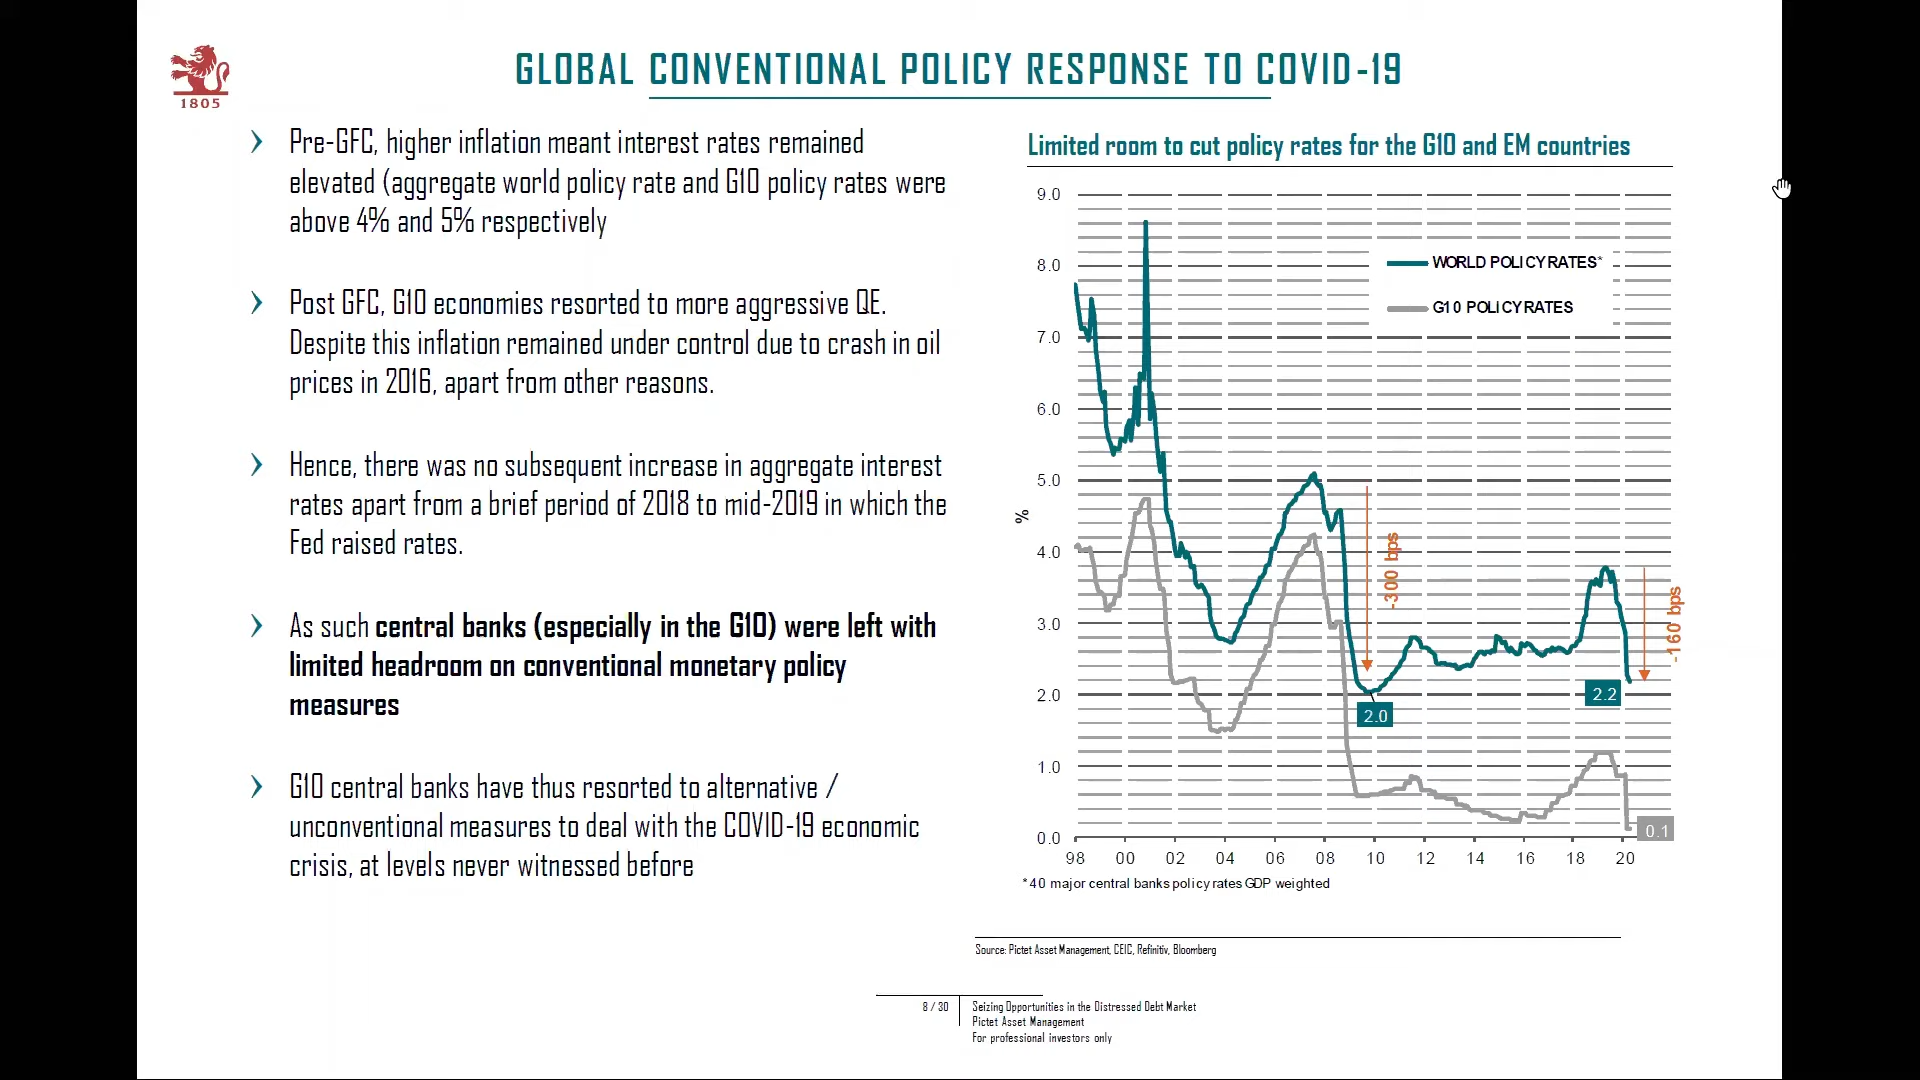 1805
GLOBAL CONVENTIONAL POLICY RESPONSE TO COVID-19
Pre-GFC, higher inflation meant interest rates remained
elevated (aggregate world policy rate and G10 policy rates were
above 4% and 5% respectively
Post GFC, G10 economies resorted to more aggressive QE.
Despite this inflation remained under control due to crash in oil
prices in 2016, apart from other reasons.
Hence, there was no subsequent increase in aggregate interest
rates apart from a brief period of 2018 to mid-2019 in which the
Fed raised rates.
As such central banks (especially in the G10) were left with
limited headroom on conventional monetary policy
measures
G10 central banks have thus resorted to alternative /
unconventional measures to deal with the COVID-19 economic
crisis, at levels never witnessed before
Limited room to cut policy rates for the G10 and EM countries
9.0
8.0
7.0
6.0
5.0
4.0
3.0
2.0
1.0
0.0
%
WORLD POLICY RATES*
G10 POLICY RATES
-300 bps
-160 bps
2.0
2.2
0.1
98 00 02 04 06 08 10 12 14 16 18 20
*40 major central banks policy rates GDP weighted
Source: Pictet Asset Management, CEIC, Refinitiv, Bloomberg
8 / 30
Seizing Opportunities in the Distressed Debt Market
Pictet Asset Management
For professional investors only